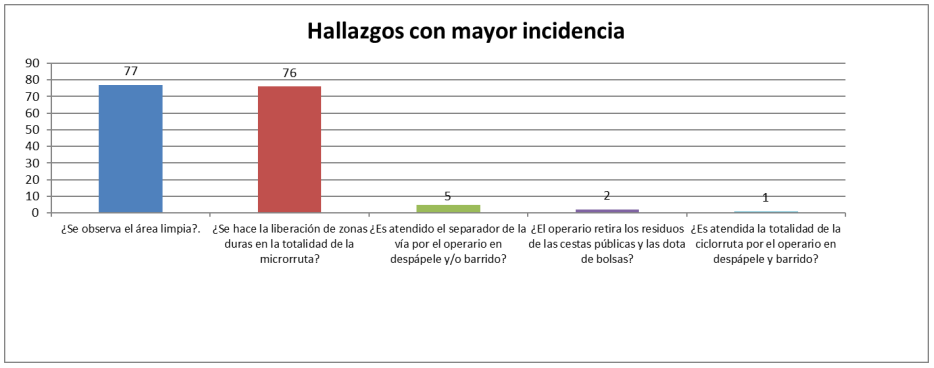 Hallazgos con mayor incidencia
90
80
70
60
50
40
30
20
10
0
77
76
5
2
1
¿Se observa el área limpia?.
¿Se hace la liberación de zonas
duras en la totalidad de la
microrruta?
¿Es atendido el separador de la
vía por el operario en
despápele y/o barrido?
¿El operario retira los residuos
de las cestas públicas y las dota
de bolsas?
¿Es atendida la totalidad de la
ciclorruta por el operario en
despápele y barrido?